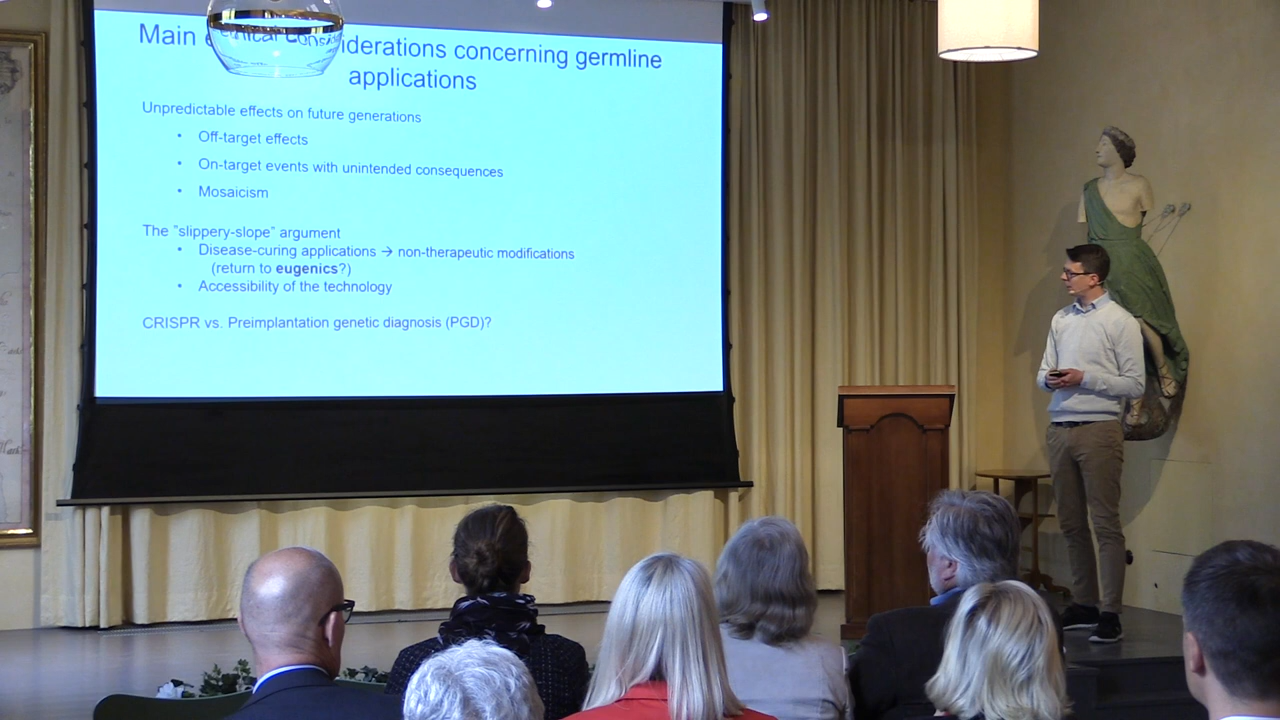 Main ethical considerations concerning germline
applications
Unpredictable effects on future generations
• Off-target effects
• On-target events with unintended consequences
• Mosaicism
The "slippery-slope" argument
• Disease-curing applications → non-therapeutic modifications
(return to eugenics?)
• Accessibility of the technology
CRISPR vs. Preimplantation genetic diagnosis (PGD)?